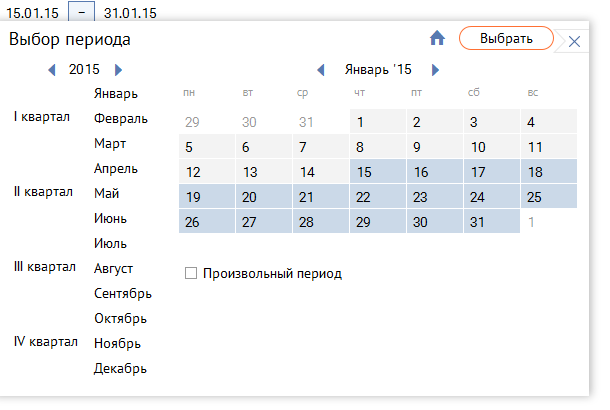 15.01.15 – 31.01.15
Выбор периода Выбрать
2015 Январь '15
Январь пн вт ср чт пт сб вс
I квартал Февраль 29 30 31 1 2 3 4
Март 5 6 7 8 9 10 11
Апрель 12 13 14 15 16 17 18
II квартал Май 19 20 21 22 23 24 25
Июнь 26 27 28 29 30 31 1
Июль
III квартал Август Произвольный период
Сентябрь
Октябрь
IV квартал Ноябрь
Декабрь